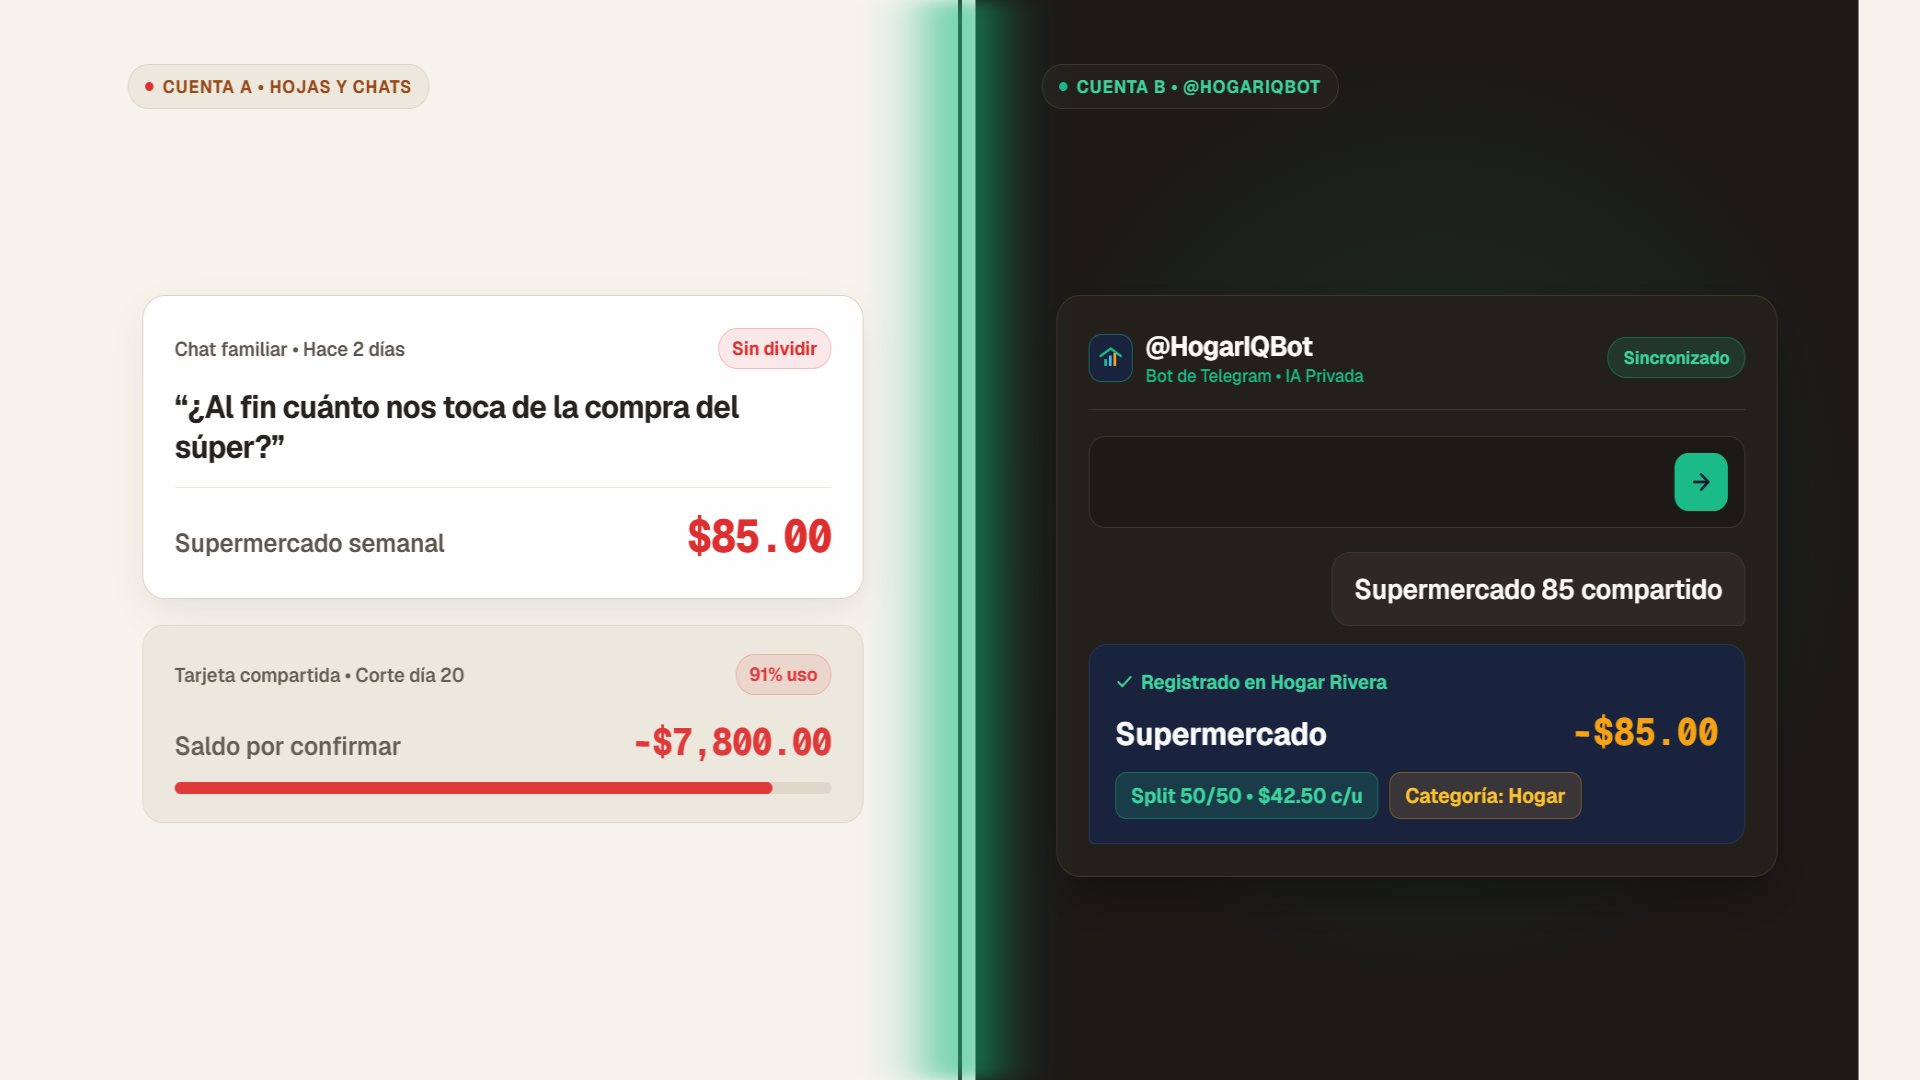 CUENTA A • HOJAS Y CHATS
Chat familiar • Hace 2 días
Sin dividir
“¿Al fin cuánto nos toca de la compra del
súper?”
Supermercado semanal
$85.00
Tarjeta compartida • Corte día 20
91% uso
Saldo por confirmar
-$7,800.00
CUENTA B • @HOGARIQBOT
@HogarIQBot
Bot de Telegram • IA Privada
Sincronizado
Supermercado 85 compartido
Registrado en Hogar Rivera
Supermercado
-$85.00
Split 50/50 • $42.50 c/u
Categoría: Hogar